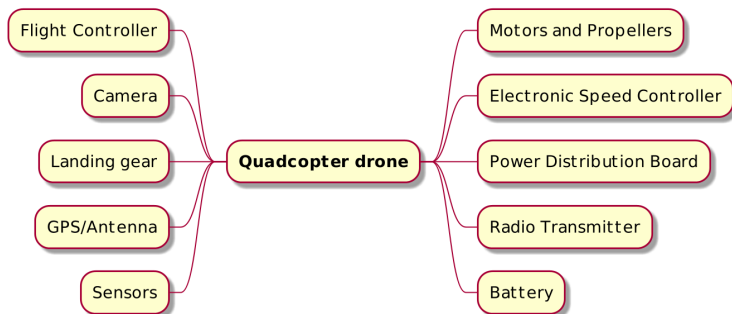 Flight Controller
Camera
Landing gear
GPS/Antenna
Sensors
Quadcopter drone
Motors and Propellers
Electronic Speed Controller
Power Distribution Board
Radio Transmitter
Battery